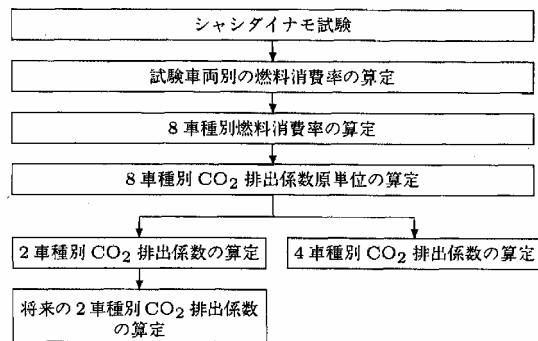 シャシダイナモ試験
試験車両別の燃料消費率の算定
8車種別燃料消費率の算定
8車種別 CO₂ 排出係数原単位の算定
2車種別 CO₂ 排出係数の算定
4車種別 CO₂ 排出係数の算定
将来の2車種別 CO₂ 排出係数
の算定